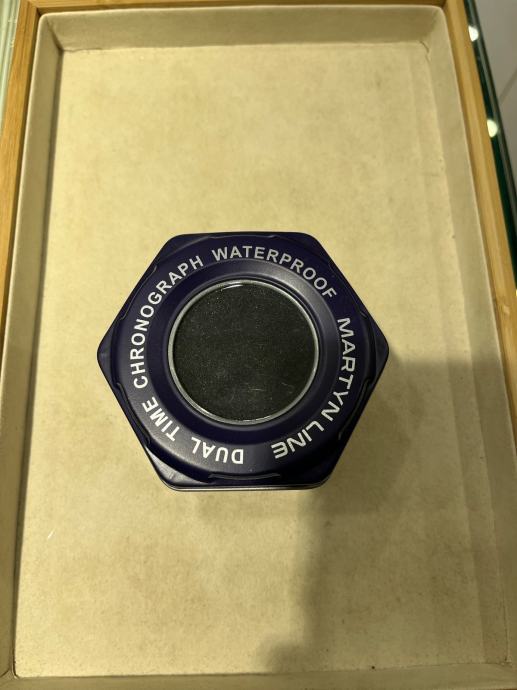 MARTYN LINE
DUAL TIME CHRONOGRAPH WATERPROOF